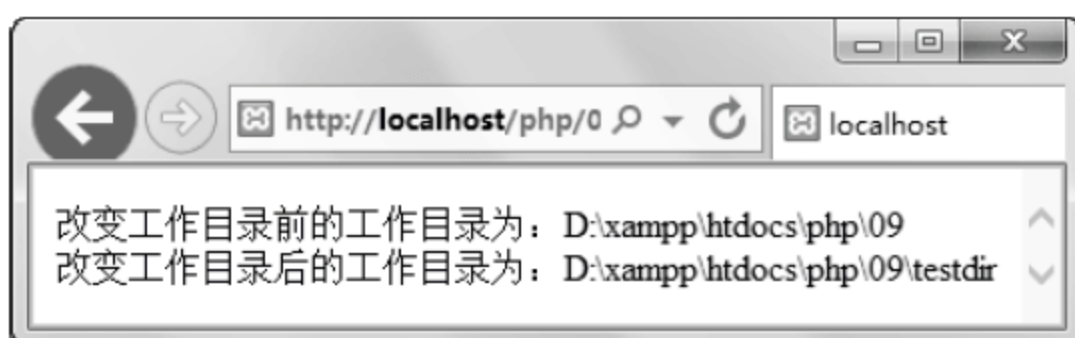 http://localhost/php/0
localhost
改变工作目录前的工作目录为：D:\xampp\htdocs\php\09
改变工作目录后的工作目录为：D:\xampp\htdocs\php\09\testdir